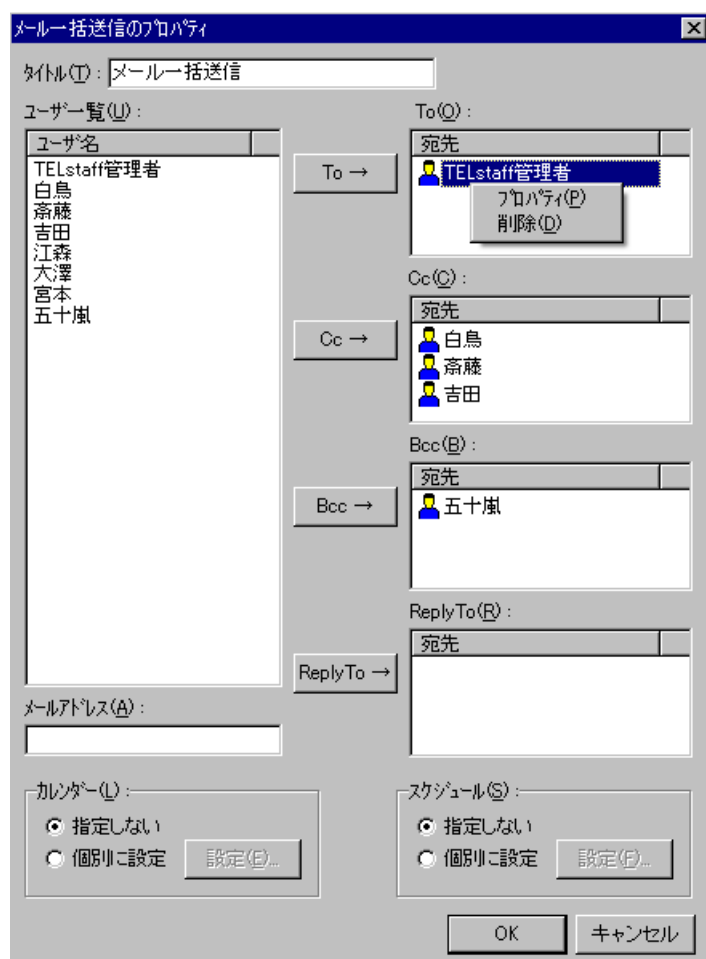 メール一括送信のプロパティ
タイトル(T): メール一括送信
ユーザ一覧(U):
ユーザ名
TELstaff管理者
白鳥
斎藤
吉田
江森
大澤
宮本
五十嵐
メールアドレス(A):
To →
Cc →
Bcc →
ReplyTo →
To(O):
宛先
TELstaff管理者
プロパティ(P)
削除(D)
Cc(C):
宛先
白鳥
斎藤
吉田
Bcc(B):
宛先
五十嵐
ReplyTo(R):
宛先
カレンダー(L):
指定しない
個別に設定 設定(E)...
スケジュール(S):
指定しない
個別に設定 設定(F)...
OK キャンセル